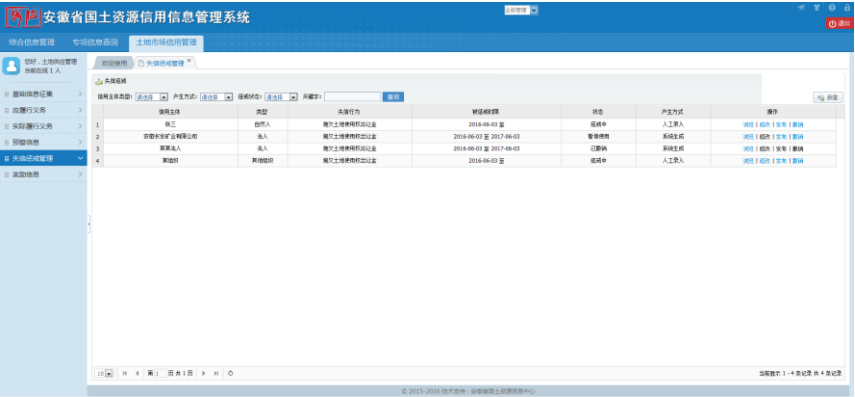 安徽省国土资源信用信息管理系统
业务管理
退出
综合信息管理 专项信息查询 土地市场信用管理
您好，土地供应管理
当前在线 1 人
欢迎使用 失信惩戒管理
失信惩戒
信用主体类型: 请选择 产生方式: 请选择 惩戒状态: 请选择 关键字: 查询
新增
基础信息征集
应履行义务
实际履行义务
预警信息
失信惩戒管理
奖励信息
信用主体 类型 失信行为 被惩戒时限 状态 产生方式 操作
1 张三 自然人 拖欠土地使用权出让金 2016-06-03 至 惩戒中 人工录入 浏览 | 修改 | 发布 | 撤销
2 安徽长发矿业有限公司 法人 拖欠土地使用权出让金 2016-06-03 至 2017-06-03 暂停使用 系统生成 浏览 | 修改 | 发布 | 撤销
3 某某法人 法人 拖欠土地使用权出让金 2016-06-03 至 2017-06-03 已撤销 系统生成 浏览 | 修改 | 发布 | 撤销
4 某组织 其他组织 拖欠土地使用权出让金 2016-06-03 至 惩戒中 人工录入 浏览 | 修改 | 发布 | 撤销
10 第 1 页共1页
当前显示 1 - 4 条记录 共 4 条记录
© 2015-2016 技术支持：安徽省国土资源信息中心